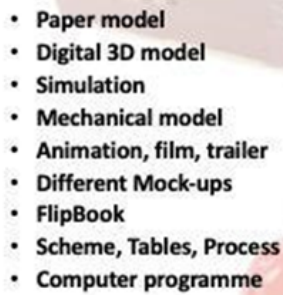 • Paper model
• Digital 3D model
• Simulation
• Mechanical model
• Animation, film, trailer
• Different Mock-ups
• FlipBook
• Scheme, Tables, Process
• Computer programme